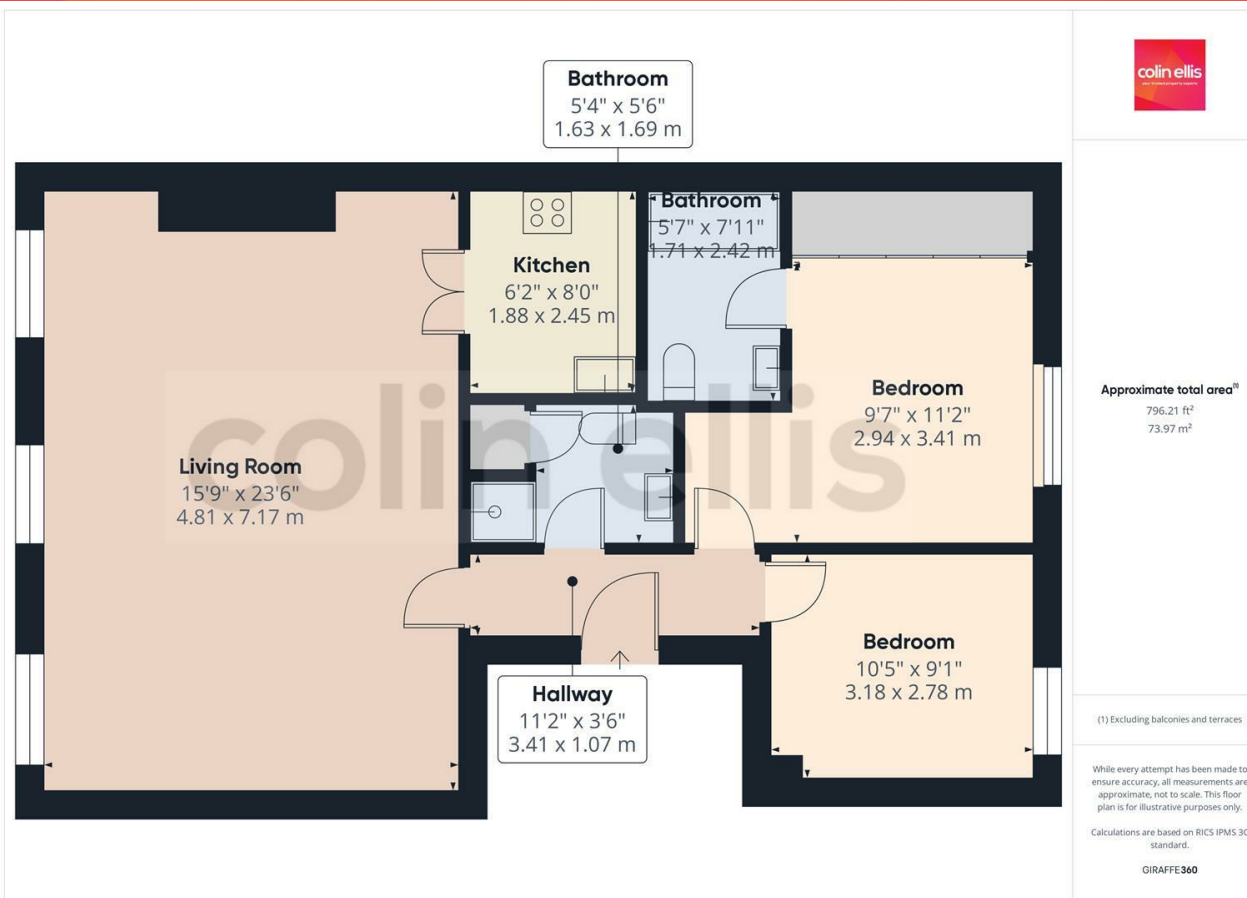 Bathroom
5'4" x 5'6"
1.63 x 1.69 m
Bathroom
5'7" x 7'11"
1.71 x 2.42 m
Kitchen
6'2" x 8'0"
1.88 x 2.45 m
Bedroom
9'7" x 11'2"
2.94 x 3.41 m
Living Room
15'9" x 23'6"
4.81 x 7.17 m
colin ellis
Bedroom
10'5" x 9'1"
3.18 x 2.78 m
Hallway
11'2" x 3'6"
3.41 x 1.07 m
colin ellis
your trusted property experts
Approximate total area(1)
796.21 ft²
73.97 m²
(1) Excluding balconies and terraces
While every attempt has been made to
ensure accuracy, all measurements are
approximate, not to scale. This floor
plan is for illustrative purposes only.
Calculations are based on RICS IPMS 3C
standard.
GIRAFFE360